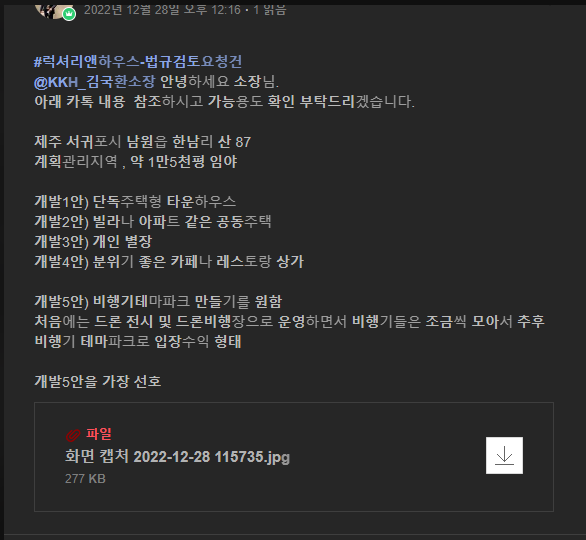 2022년 12월 28일 오후 12:16 · 1 읽음
#럭셔리앤하우스-법규검토요청건
@KKH_김국환소장 안녕하세요 소장님.
아래 카톡 내용 참조하시고 가능용도 확인 부탁드리겠습니다.
제주 서귀포시 남원읍 한남리 산 87
계획관리지역 , 약 1만5천평 임야
개발1안) 단독주택형 타운하우스
개발2안) 빌라나 아파트 같은 공동주택
개발3안) 개인 별장
개발4안) 분위기 좋은 카페나 레스토랑 상가
개발5안) 비행기테마파크 만들기를 원함
처음에는 드론 전시 및 드론비행장으로 운영하면서 비행기들은 조금씩 모아서 추후
비행기 테마파크로 입장수익 형태
개발5안을 가장 선호
파일
화면 캡처 2022-12-28 115735.jpg
277 KB